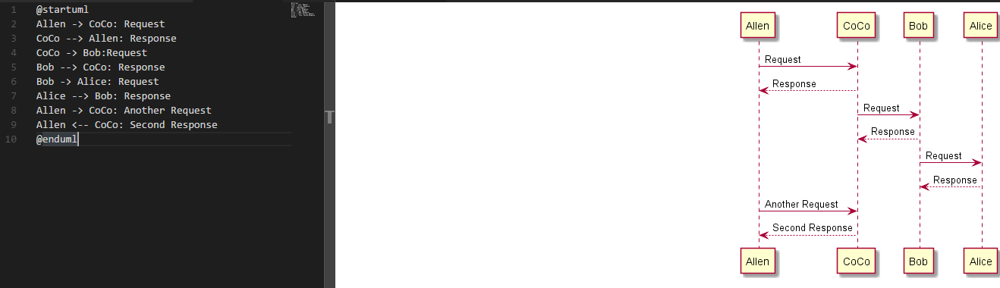 1 @startuml
2 Allen -> CoCo: Request
3 CoCo --> Allen: Response
4 CoCo -> Bob:Request
5 Bob --> CoCo: Response
6 Bob -> Alice: Request
7 Alice --> Bob: Response
8 Allen -> CoCo: Another Request
9 Allen <-- CoCo: Second Response
10 @enduml
Allen CoCo Bob Alice
Request
Response
Request
Response
Request
Response
Another Request
Second Response
Allen CoCo Bob Alice